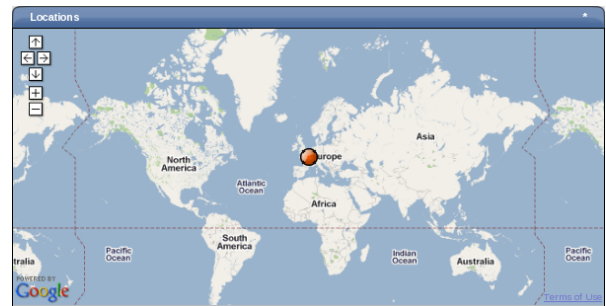 Locations
Asia
Europe
North
America
Atlantic
Ocean
Africa
South
America
Pacific
Ocean
Indian
Ocean
tralia
Australia
Pacific
Ocean
POWERED BY
Google
Terms of Use